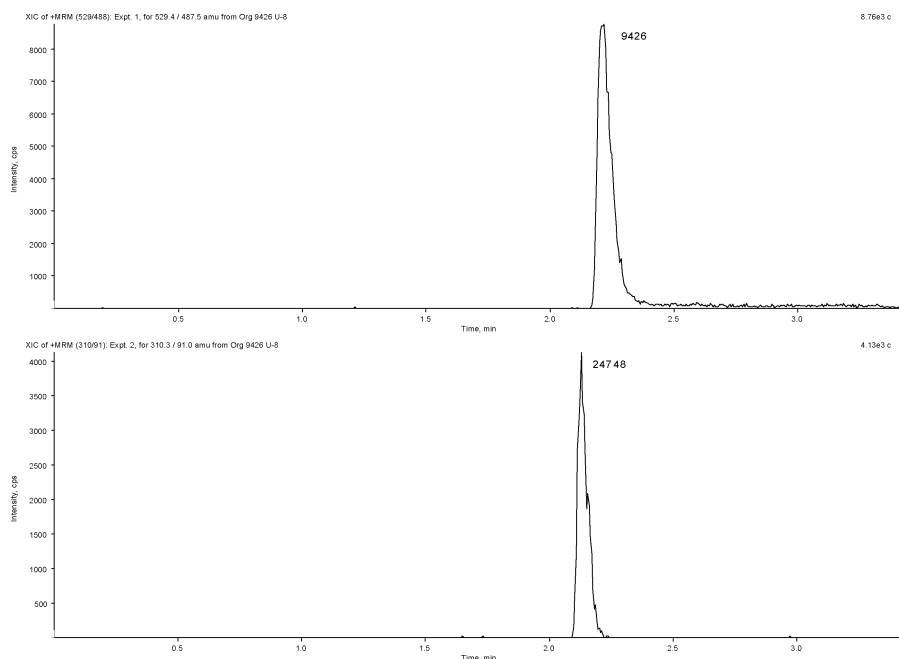 XIC of +MRM (529/488): Expt. 1, for 529.4 / 487.5 amu from Org 9426 U-8 8.76e3 c
9426
8000
7000
6000
5000
4000
3000
2000
1000
Intensity, cps
0.5 1.0 1.5 2.0 2.5 3.0
Time, min
XIC of +MRM (310/91): Expt. 2, for 310.3 / 91.0 amu from Org 9426 U-8 4.13e3 c
24748
4000
3500
3000
2500
2000
1500
1000
500
Intensity, cps
0.5 1.0 1.5 2.0 2.5 3.0
Time, min